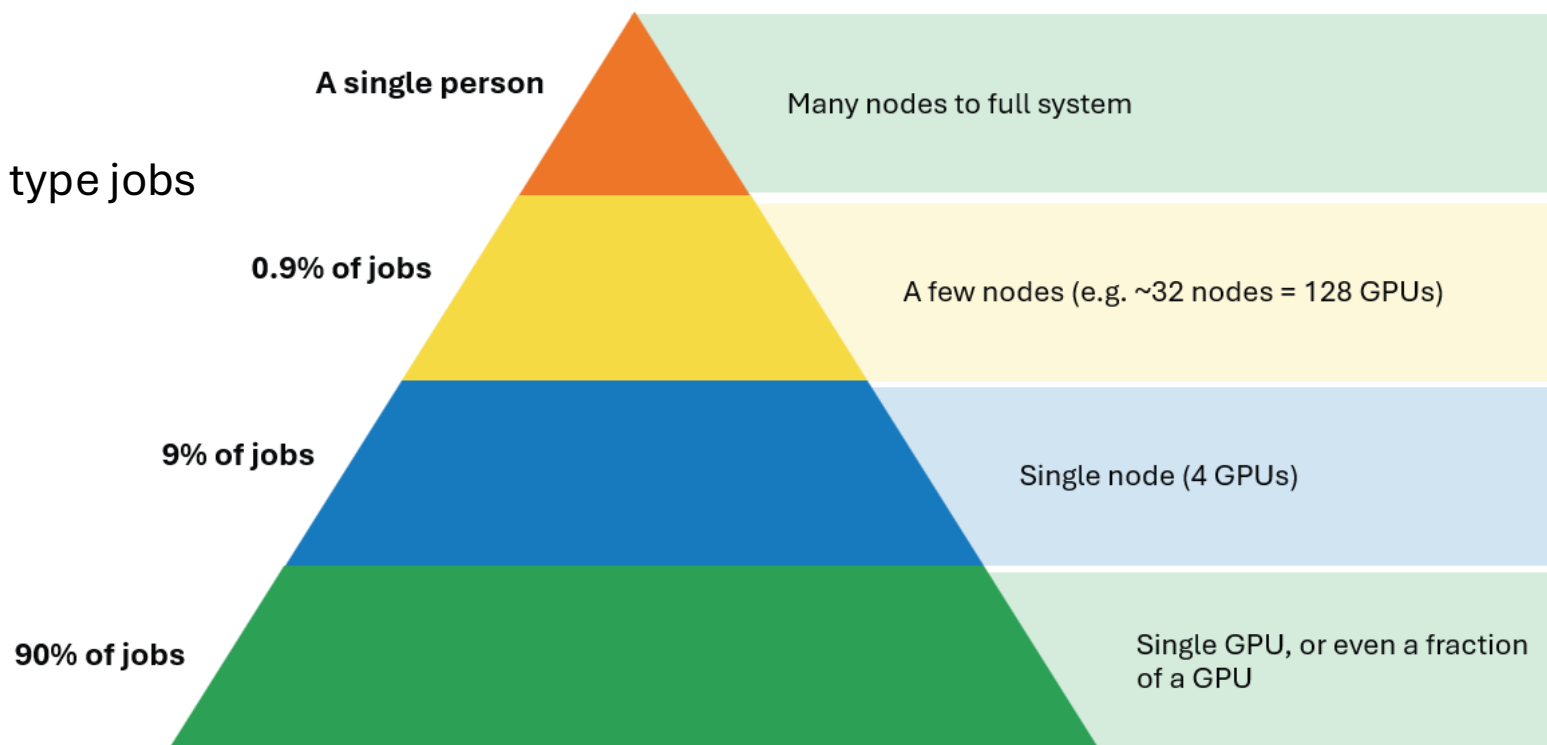 A single person
Many nodes to full system
type jobs
0.9% of jobs
A few nodes (e.g. ~32 nodes = 128 GPUs)
9% of jobs
Single node (4 GPUs)
90% of jobs
Single GPU, or even a fraction
of a GPU